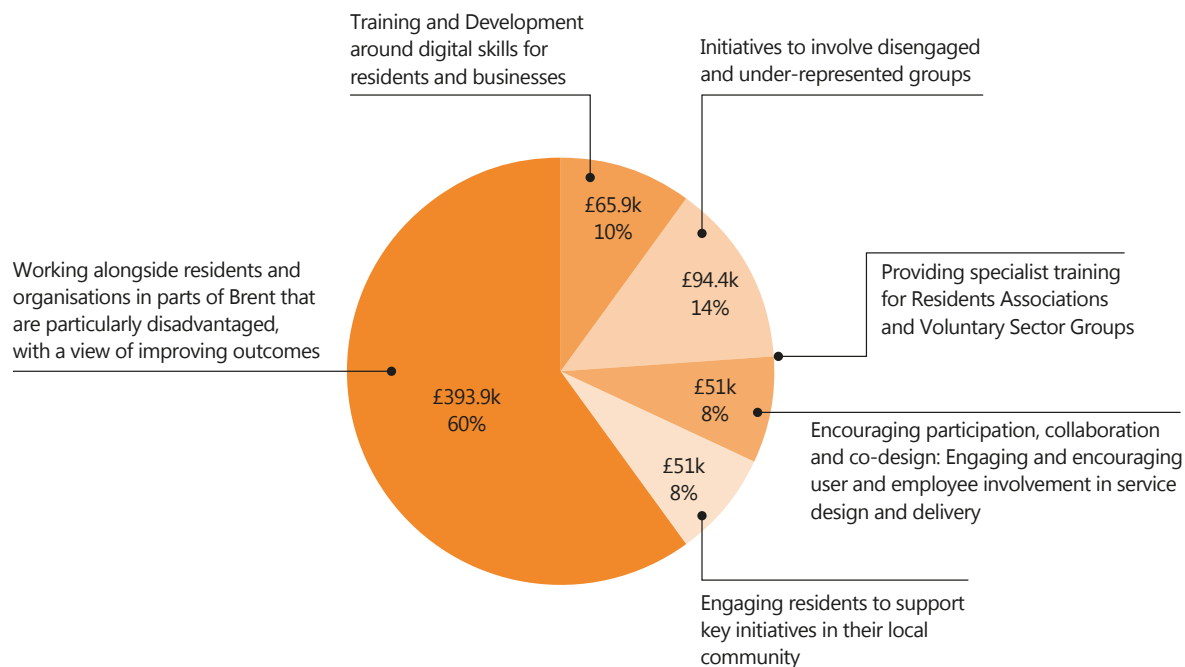 Training and Development
around digital skills for
residents and businesses
Initiatives to involve disengaged
and under-represented groups
£65.9k
10%
£94.4k
14%
Providing specialist training
for Residents Associations
and Voluntary Sector Groups
Working alongside residents and
organisations in parts of Brent that
are particularly disadvantaged,
with a view of improving outcomes
£393.9k
60%
£51k
8%
Encouraging participation, collaboration
and co-design: Engaging and encouraging
user and employee involvement in service
design and delivery
£51k
8%
Engaging residents to support
key initiatives in their local
community